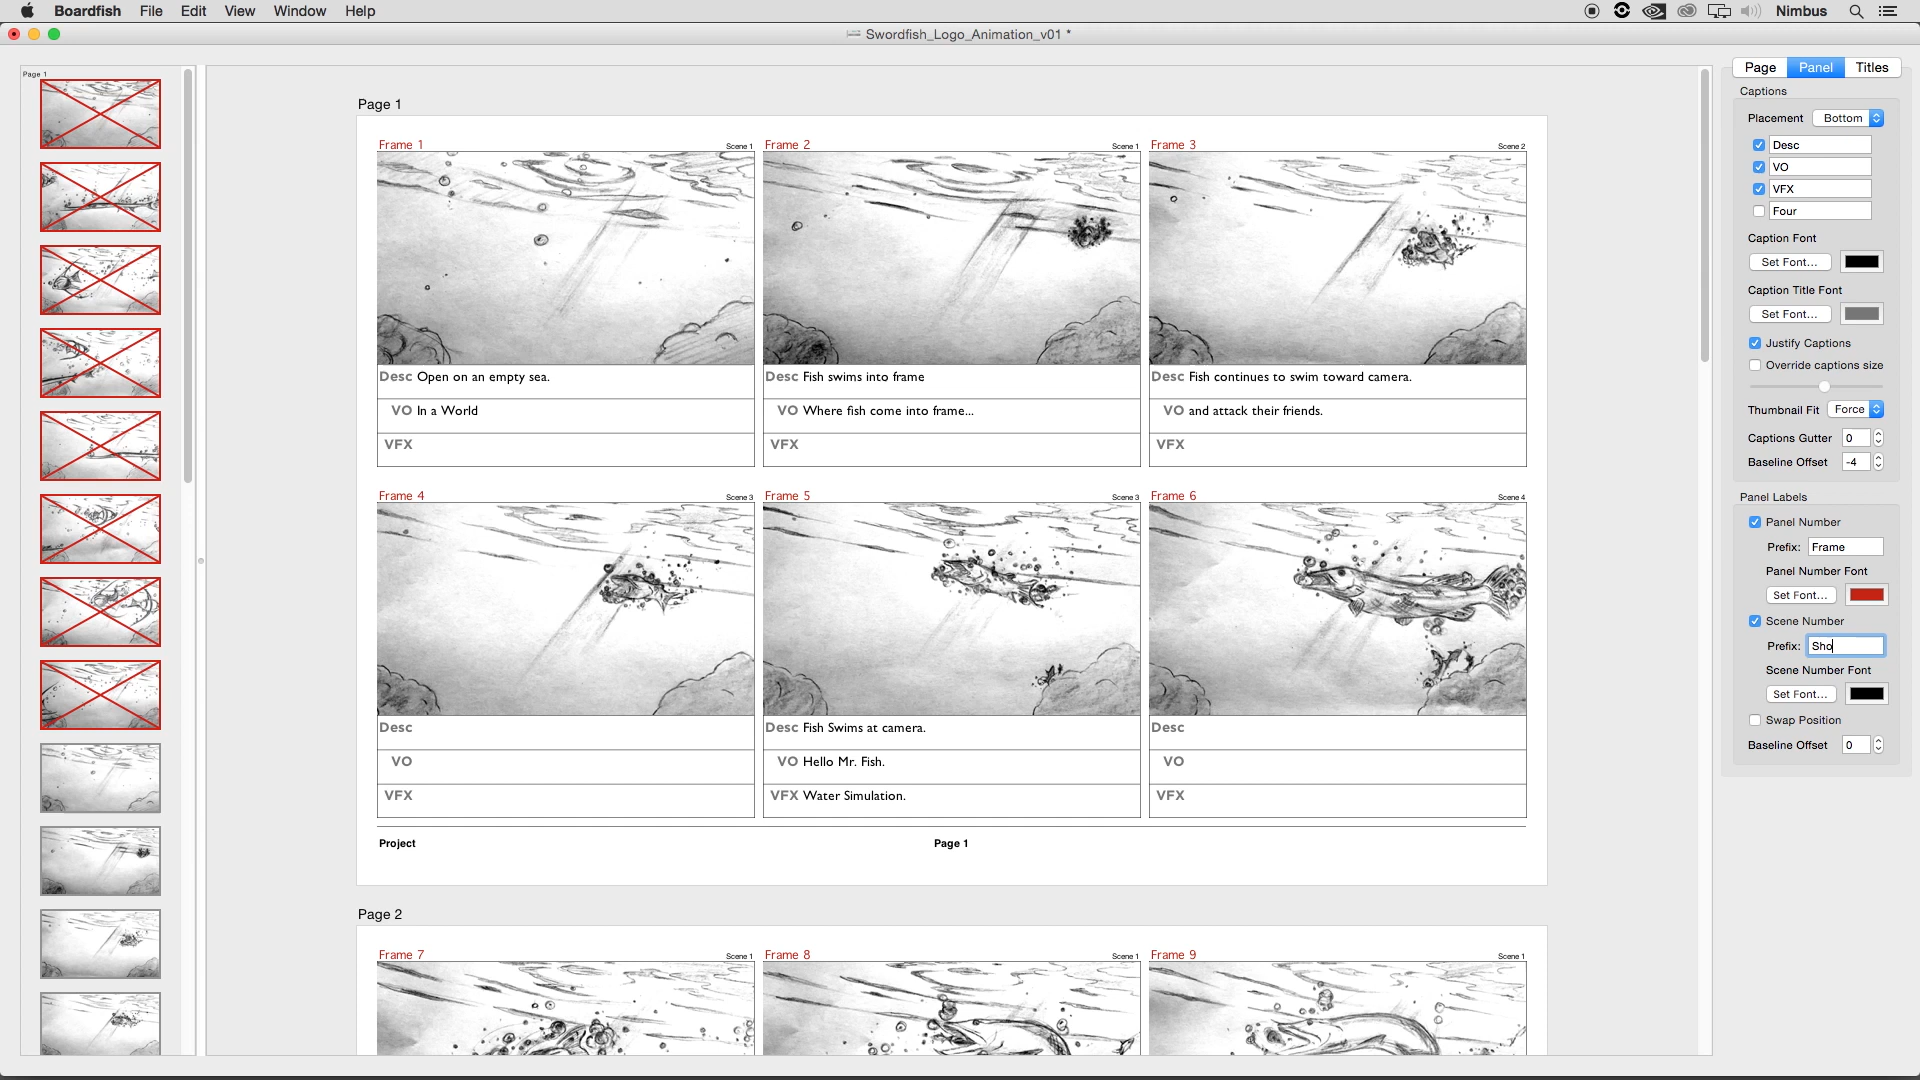 Boardfish File Edit View Window Help Nimbus
Swordfish_Logo_Animation_v01 *
Page 1
Page 1
Frame 1 Scene 1 Frame 2 Scene 1 Frame 3 Scene 2
Desc Open on an empty sea. Desc Fish swims into frame Desc Fish continues to swim toward camera.
VO In a World VO Where fish come into frame... VO and attack their friends.
VFX VFX VFX
Frame 4 Scene 3 Frame 5 Scene 3 Frame 6 Scene 4
Desc Desc Fish Swims at camera. Desc
VO VO Hello Mr. Fish. VO
VFX VFX Water Simulation. VFX
Project Page 1
Page 2
Frame 7 Scene 1 Frame 8 Scene 1 Frame 9 Scene 1
Page Panel Titles
Captions
Placement Bottom
Desc
VO
VFX
Four
Caption Font
Set Font...
Caption Title Font
Set Font...
Justify Captions
Override captions size
Thumbnail Fit Force
Captions Gutter 0
Baseline Offset -4
Panel Labels
Panel Number
Prefix: Frame
Panel Number Font
Set Font...
Scene Number
Prefix: Sho
Scene Number Font
Set Font...
Swap Position
Baseline Offset 0